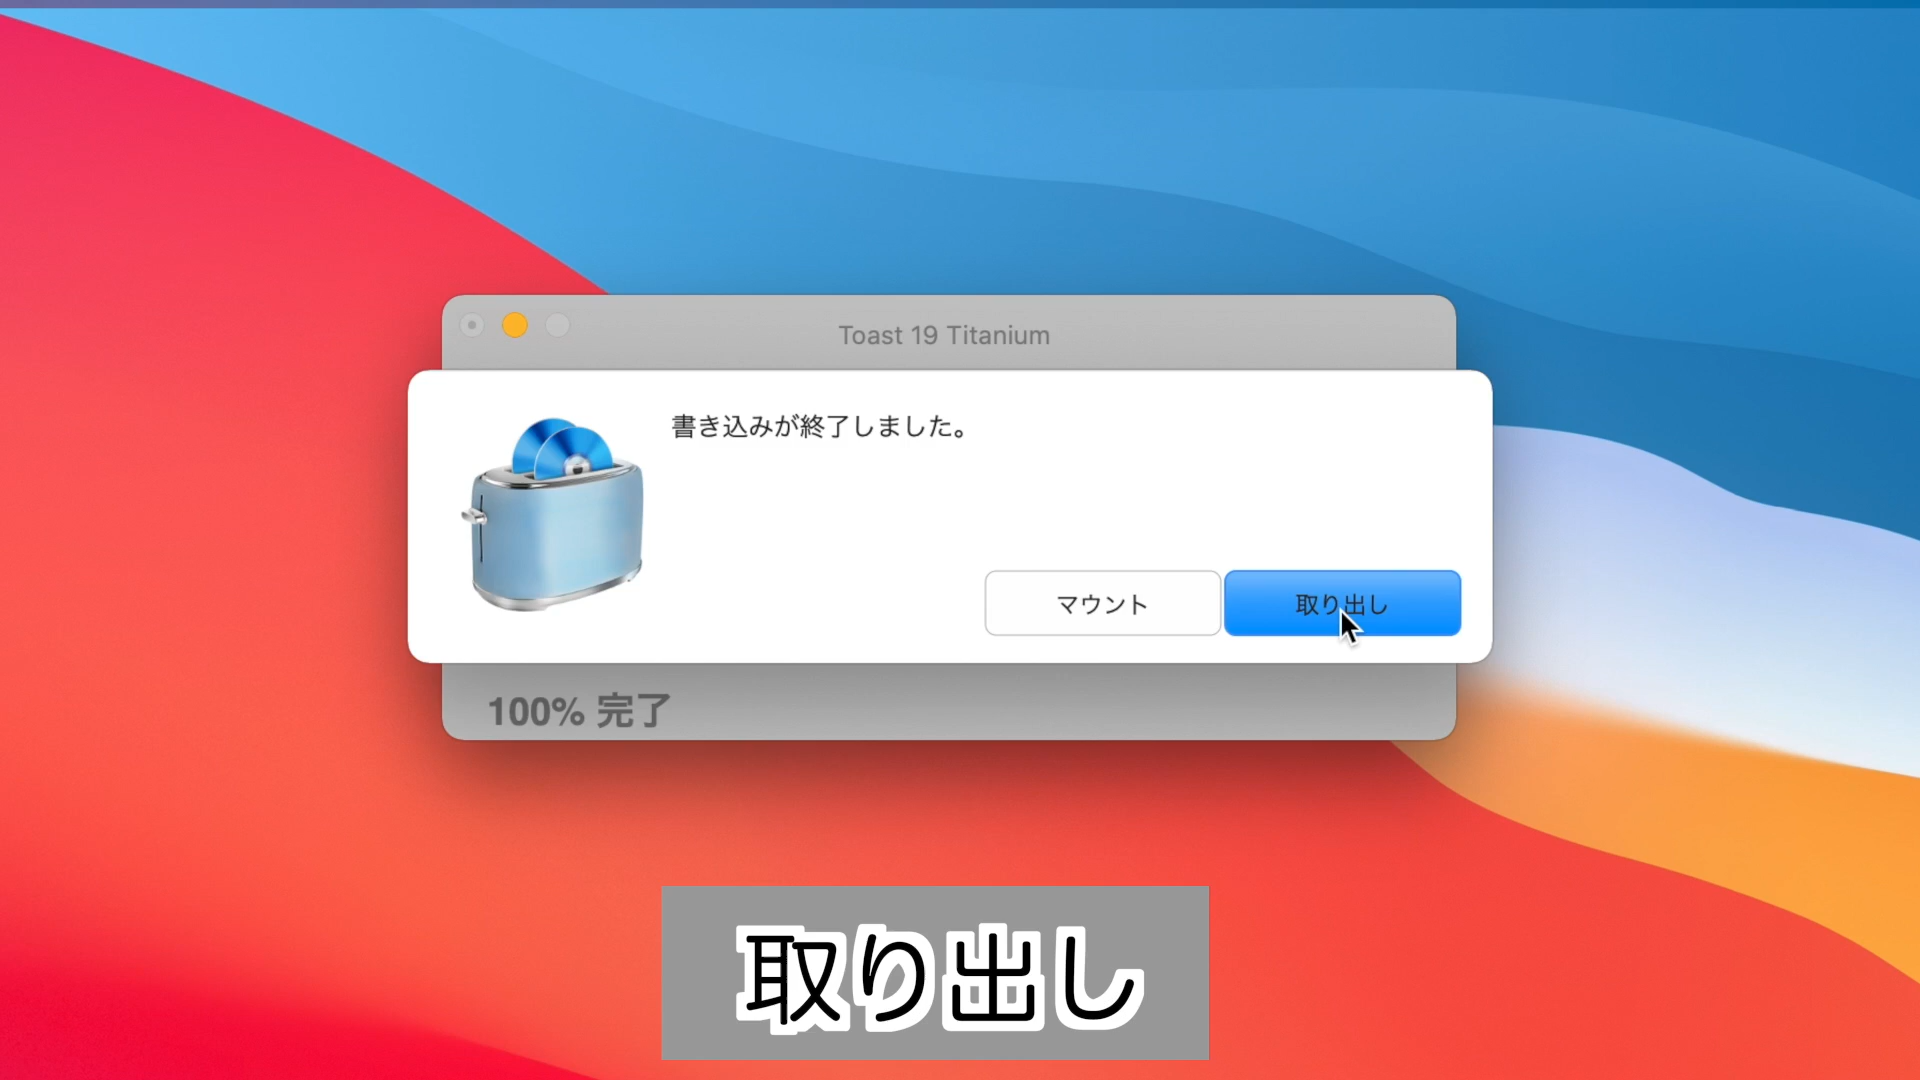 Toast 19 Titanium
書き込みが終了しました。
マウント
取り出し
100% 完了
取り出し